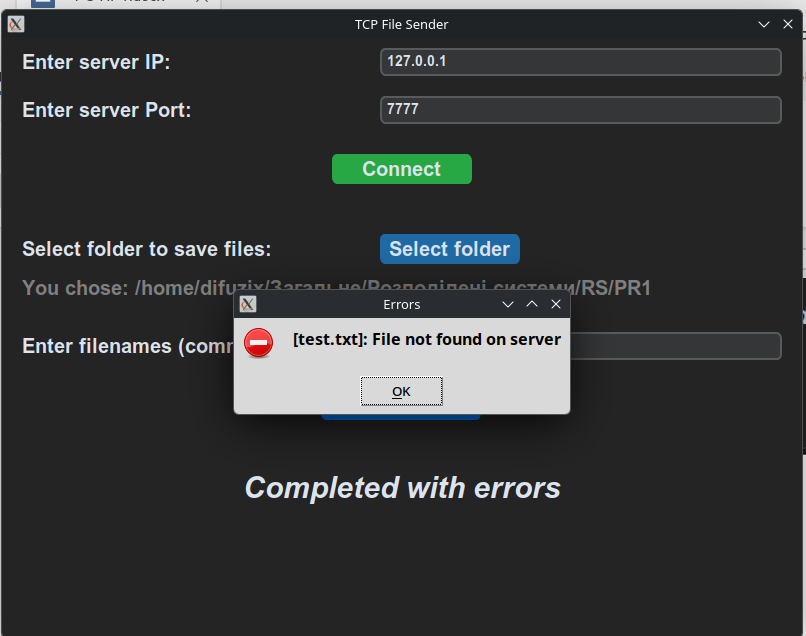 TCP File Sender
Enter server IP:
127.0.0.1
Enter server Port:
7777
Connect
Select folder to save files:
Select folder
You chose: /home/difuzix/Загальне/Розподілені системи/RS/PR1
Errors
[test.txt]: File not found on server
OK
Enter filenames
Completed with errors